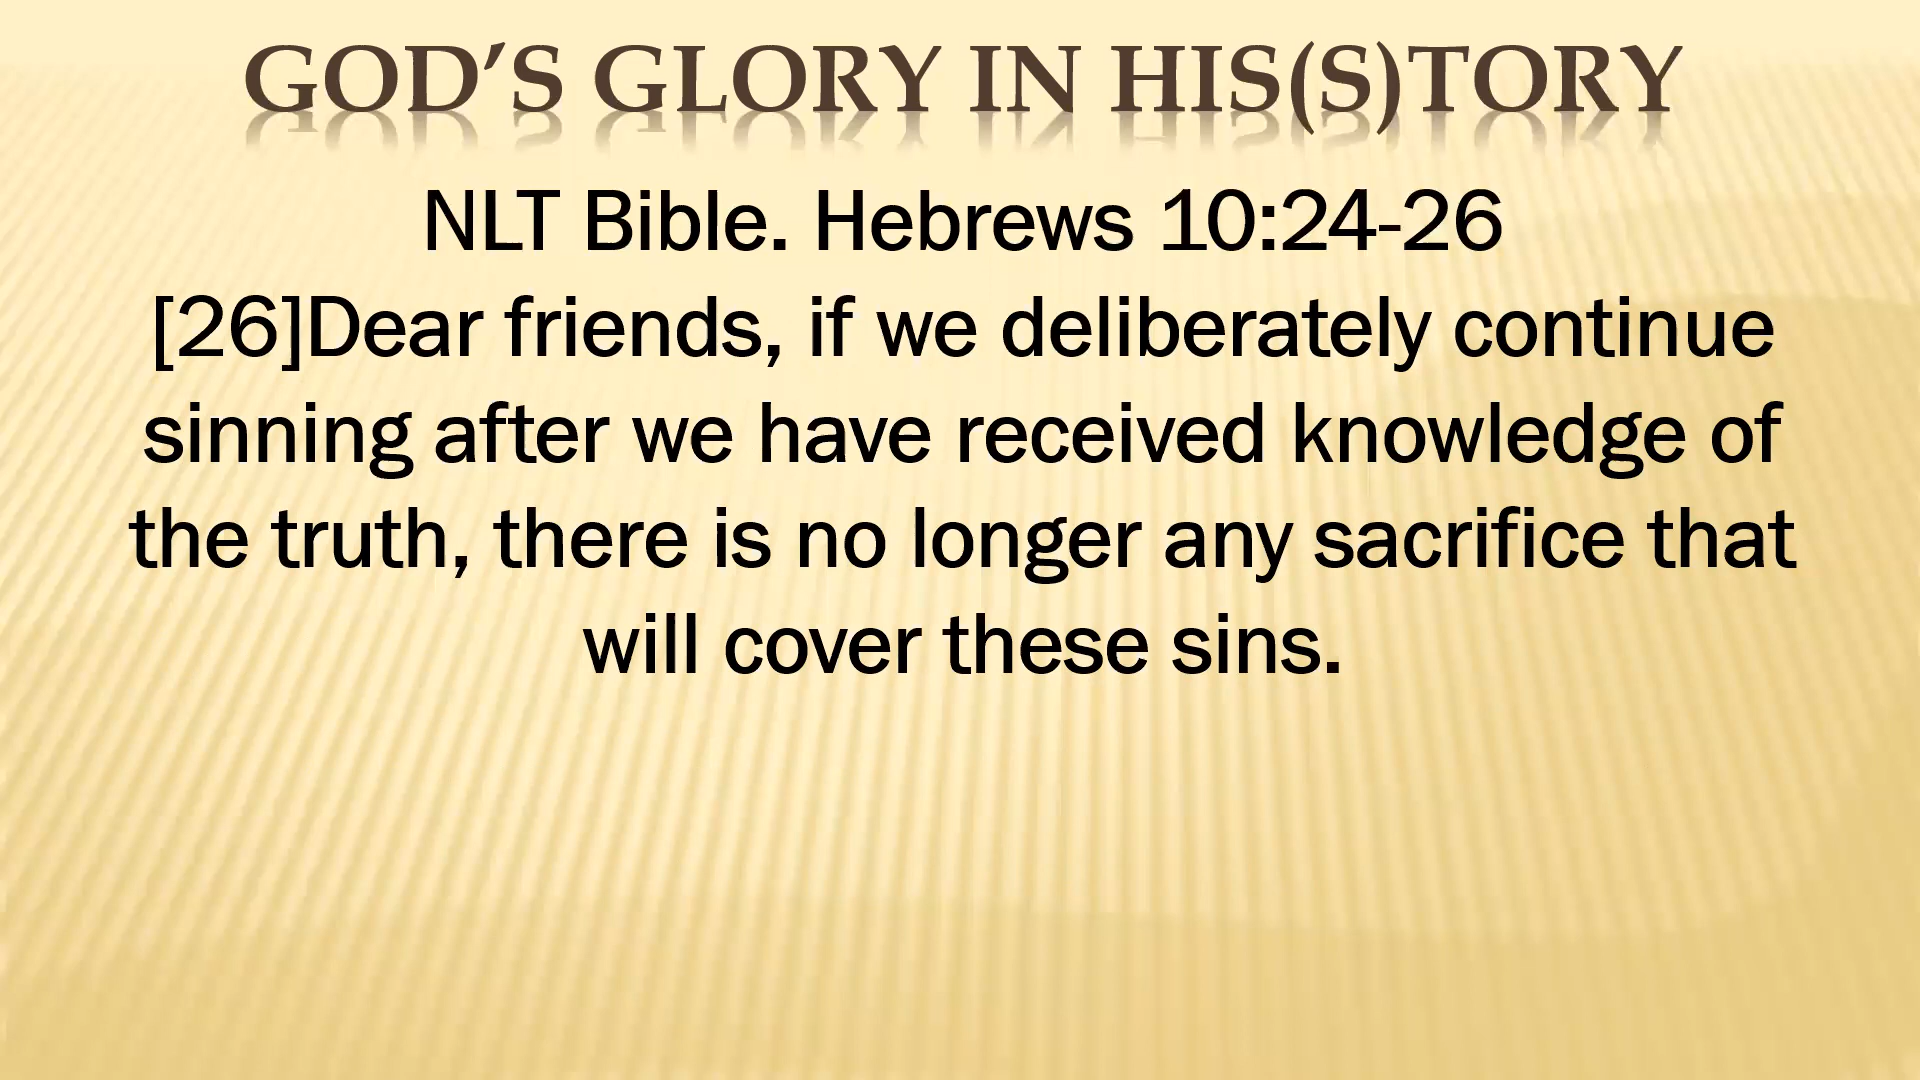 GOD’S GLORY IN HIS(S)TORY
NLT Bible. Hebrews 10:24-26
[26]Dear friends, if we deliberately continue
sinning after we have received knowledge of
the truth, there is no longer any sacrifice that
will cover these sins.